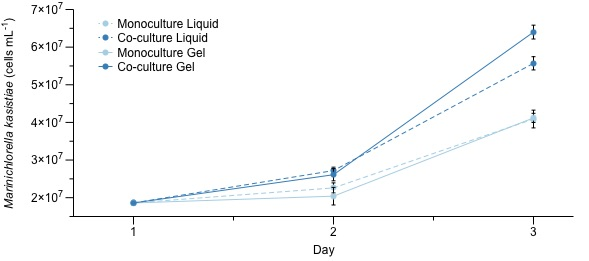 Marinichlorella kasistiae (cells mL⁻¹)
7×10⁷
6×10⁷
5×10⁷
4×10⁷
3×10⁷
2×10⁷
Monoculture Liquid
Co-culture Liquid
Monoculture Gel
Co-culture Gel
1
2
3
Day